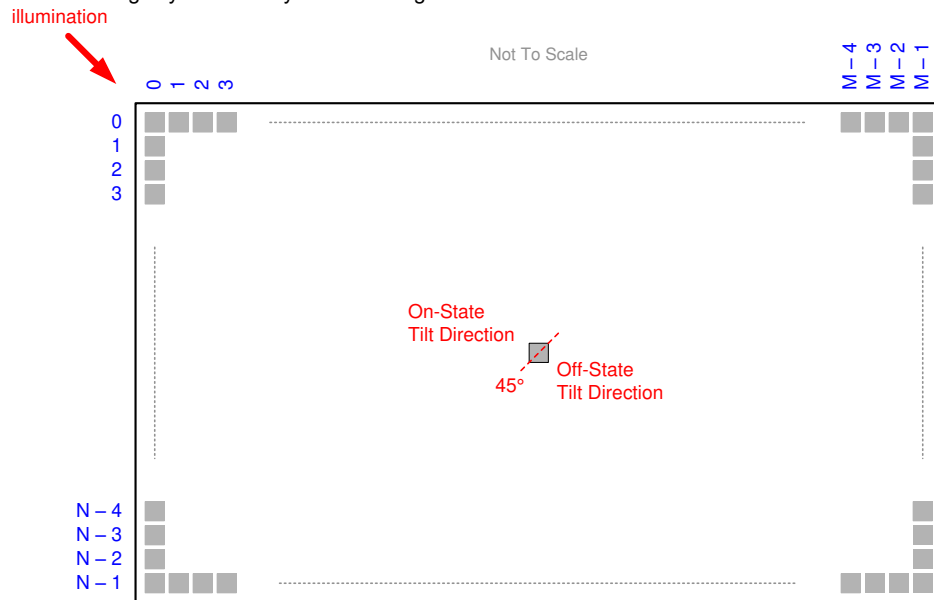 illumination
Not To Scale
0
1
2
3
M – 4
M – 3
M – 2
M – 1
0
1
2
3
On-State
Tilt Direction
45°
Off-State
Tilt Direction
N – 4
N – 3
N – 2
N – 1